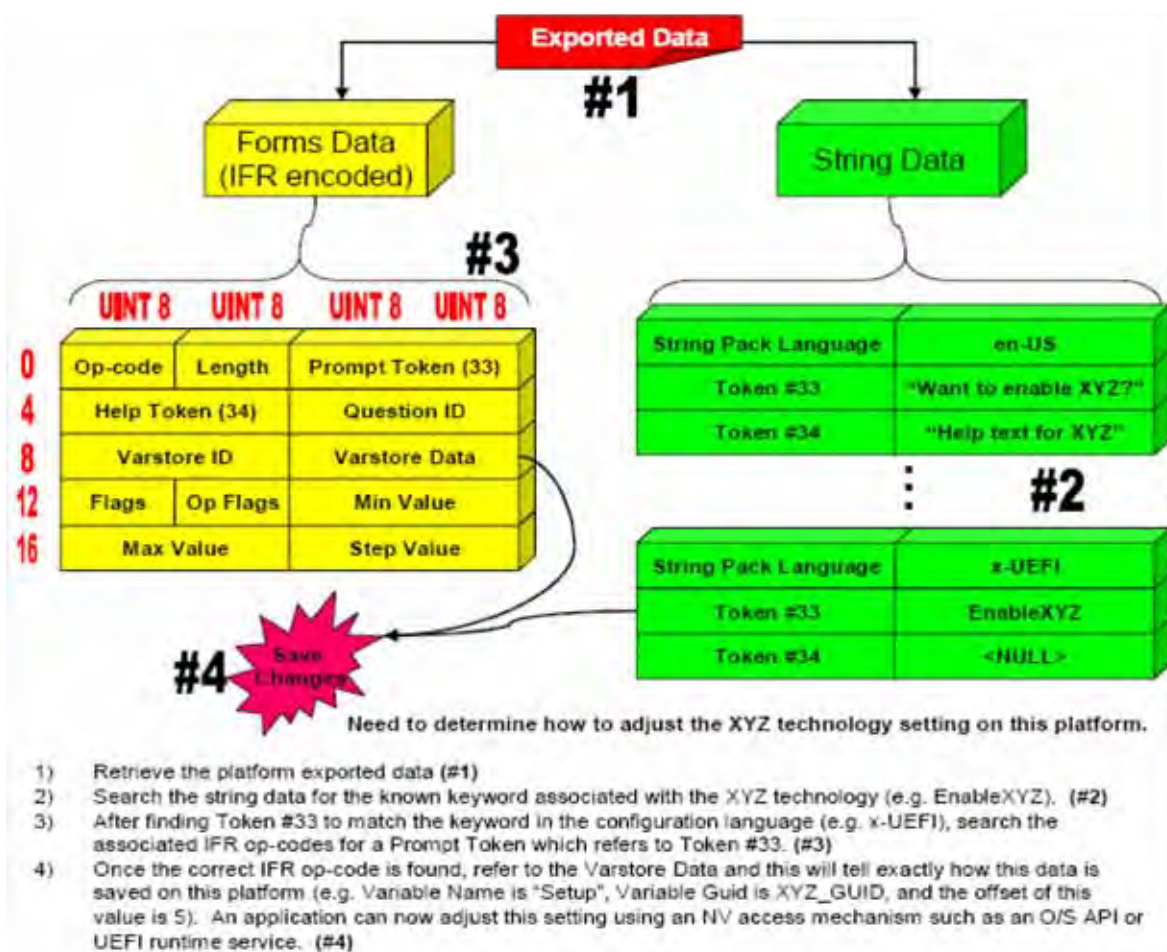 Exported Data
#1
Forms Data
(IFR encoded)
String Data
#3
UINT 8 UINT 8 UINT 8 UINT 8
0 Op-code Length Prompt Token (33)
4 Help Token (34) Question ID
8 Varstore ID Varstore Data
12 Flags Op Flags Min Value
16 Max Value Step Value
String Pack Language en-US
Token #33 "Want to enable XYZ?"
Token #34 "Help text for XYZ"
#2
String Pack Language x-UEFI
Token #33 EnableXYZ
Token #34 <NULL>
#4
Save
Changes
Need to determine how to adjust the XYZ technology setting on this platform.
1) Retrieve the platform exported data (#1)
2) Search the string data for the known keyword associated with the XYZ technology (e.g. EnableXYZ). (#2)
3) After finding Token #33 to match the keyword in the configuration language (e.g. x-UEFI), search the
associated IFR op-codes for a Prompt Token which refers to Token #33. (#3)
4) Once the correct IFR op-code is found, refer to the Varstore Data and this will tell exactly how this data is
saved on this platform (e.g. Variable Name is "Setup", Variable Guid is XYZ_GUID, and the offset of this
value is 5). An application can now adjust this setting using an NV access mechanism such as an O/S API or
UEFI runtime service. (#4)